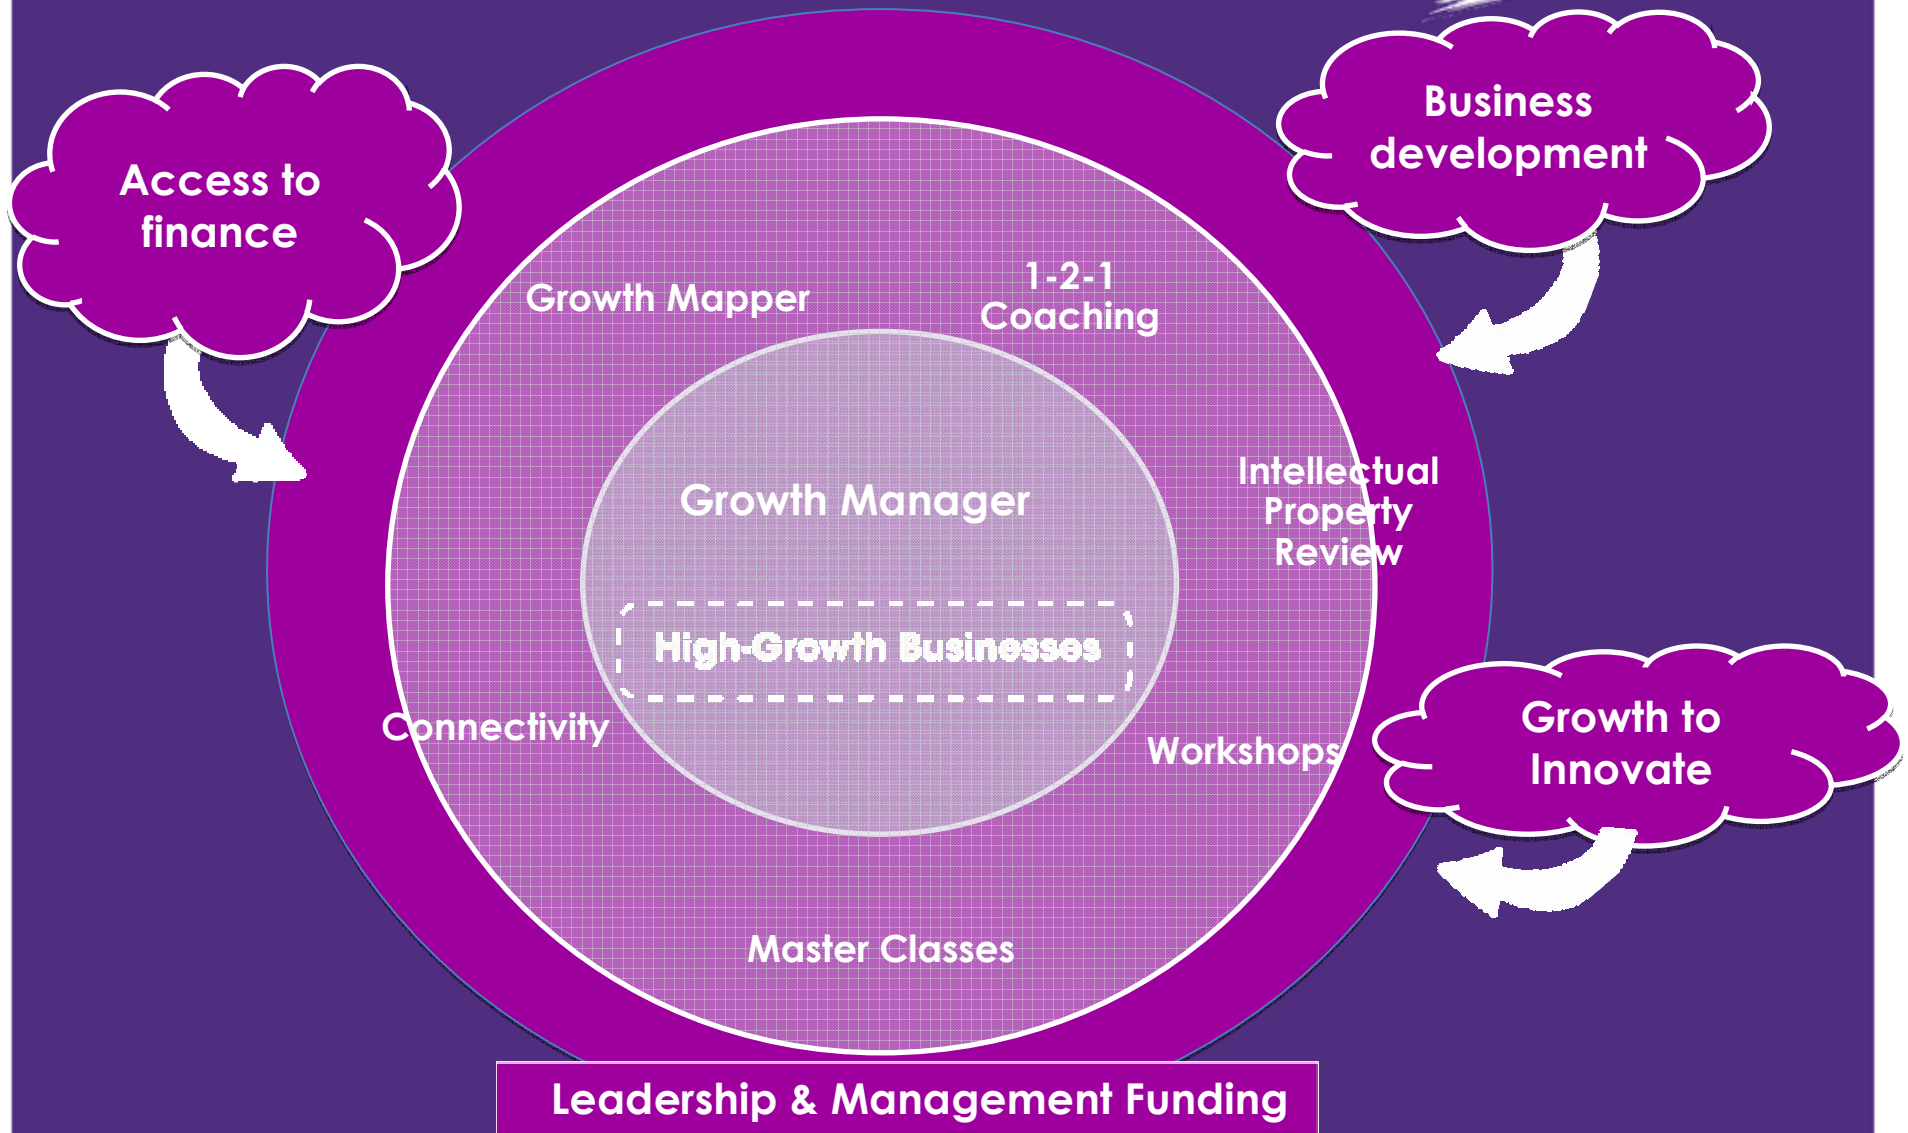 Business
development
Access to
finance
1-2-1
Coaching
Growth Mapper
Intellectual
Property
Review
Growth Manager
High-Growth Businesses
Connectivity
Workshops
Growth to
Innovate
Master Classes
Leadership & Management Funding